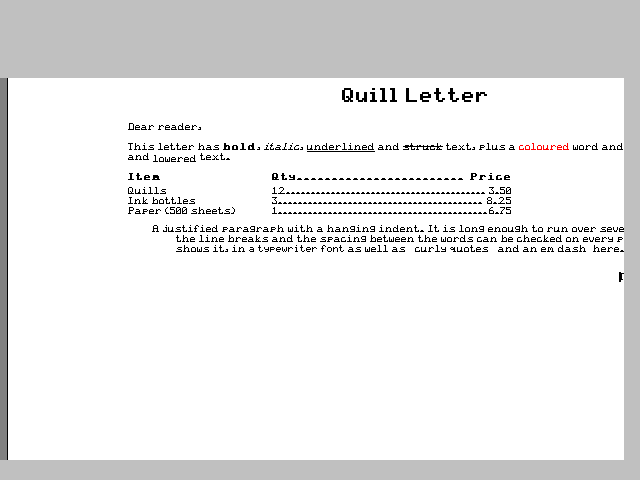 Quill Letter
Dear reader,
This letter has bold, italic, underlined and struck text, plus a coloured word and
and lowered text.
Item Qty........................ Price
Quills 12.......................................... 3.50
Ink bottles 3........................................... 8.25
Paper (500 sheets) 1...........................................6.75
A justified paragraph with a hanging indent. It is long enough to run over seve
the line breaks and the spacing between the words can be checked on every p
shows it, in a typewriter font as well as curly quotes and an em dash here.